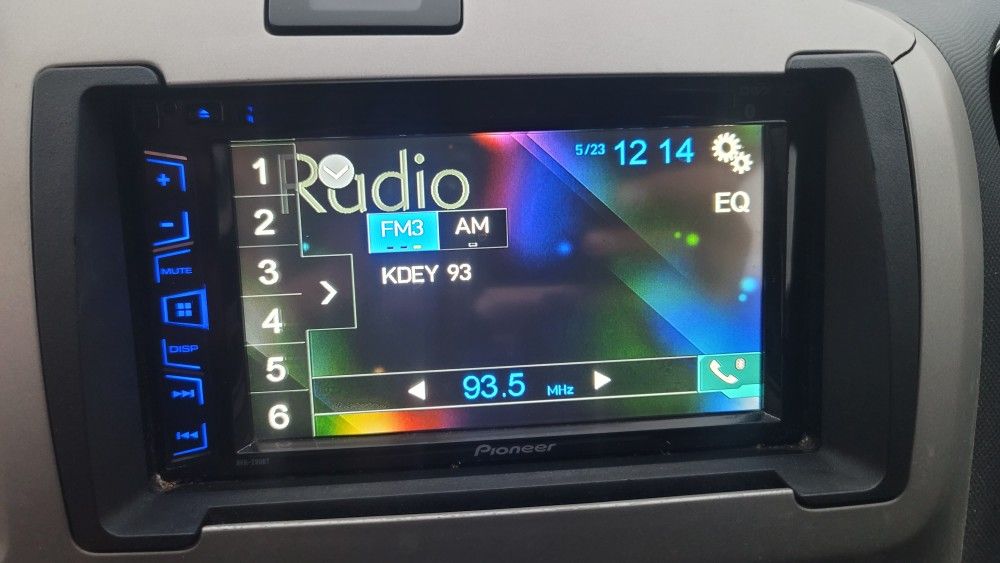 5/23 12 14
Radio
EQ
FM3 AM
KDEY 93
1
2
3
4
5
6
+
-
MUTE
DISP
93.5 MHz
Pioneer